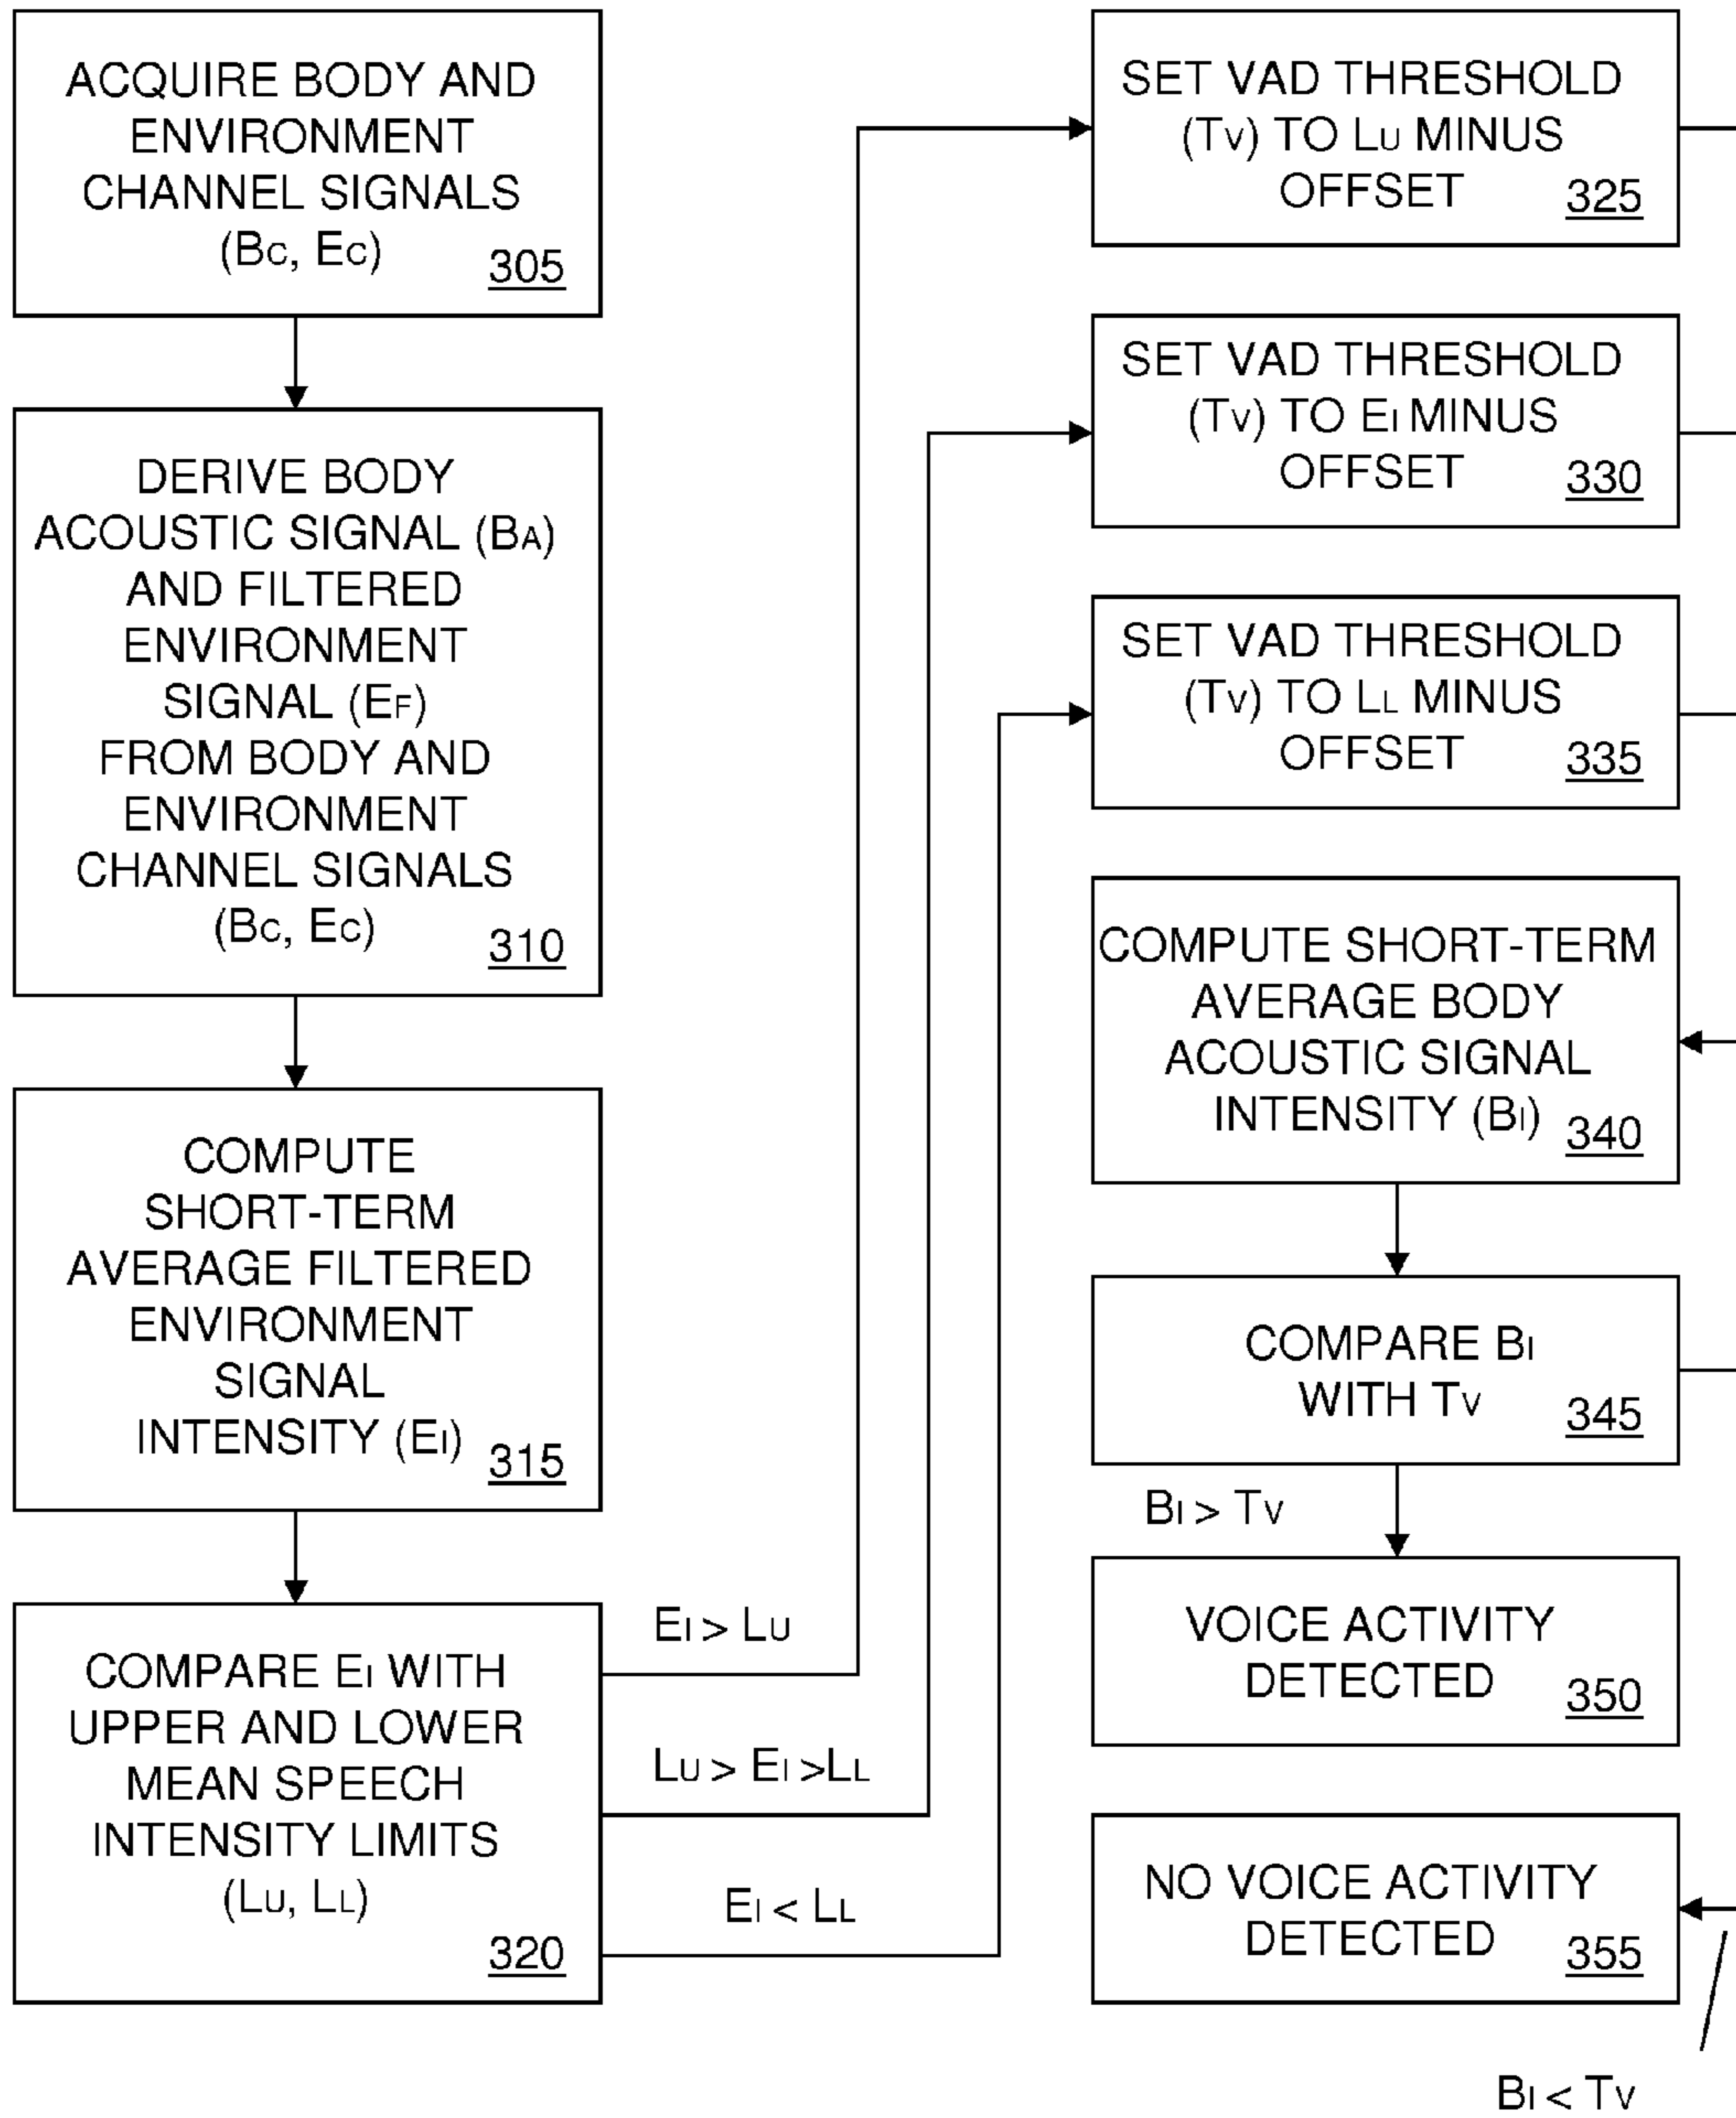 ACQUIRE BODY AND
ENVIRONMENT
CHANNEL SIGNALS
(BC, EC)
305
DERIVE BODY
ACOUSTIC SIGNAL (BA)
AND FILTERED
ENVIRONMENT
SIGNAL (EF)
FROM BODY AND
ENVIRONMENT
CHANNEL SIGNALS
(BC, EC)
310
COMPUTE
SHORT-TERM
AVERAGE FILTERED
ENVIRONMENT
SIGNAL
INTENSITY (EI)
315
COMPARE EI WITH
UPPER AND LOWER
MEAN SPEECH
INTENSITY LIMITS
(LU, LL)
320
EI > LU
LU > EI >LL
EI < LL
SET VAD THRESHOLD
(TV) TO LU MINUS
OFFSET
325
SET VAD THRESHOLD
(TV) TO EI MINUS
OFFSET
330
SET VAD THRESHOLD
(TV) TO LL MINUS
OFFSET
335
COMPUTE SHORT-TERM
AVERAGE BODY
ACOUSTIC SIGNAL
INTENSITY (BI)
340
COMPARE BI
WITH TV
345
BI > TV
VOICE ACTIVITY
DETECTED
350
NO VOICE ACTIVITY
DETECTED
355
BI < TV